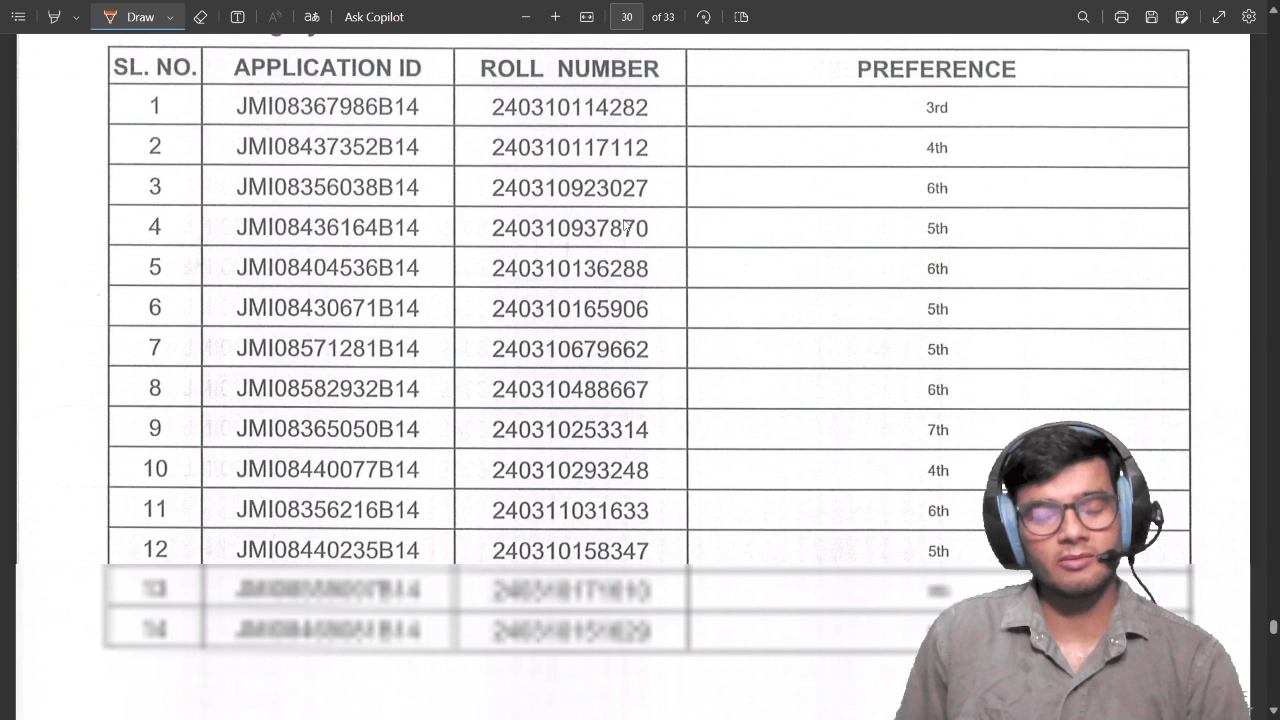 Draw
Ask Copilot
30 of 33
SL. NO. APPLICATION ID ROLL NUMBER PREFERENCE
1 JMI08367986B14 240310114282 3rd
2 JMI08437352B14 240310117112 4th
3 JMI08356038B14 240310923027 6th
4 JMI08436164B14 240310937870 5th
5 JMI08404536B14 240310136288 6th
6 JMI08430671B14 240310165906 5th
7 JMI08571281B14 240310679662 5th
8 JMI08582932B14 240310488667 6th
9 JMI08365050B14 240310253314 7th
10 JMI08440077B14 240310293248 4th
11 JMI08356216B14 240311031633 6th
12 JMI08440235B14 240310158347 5th
13
14